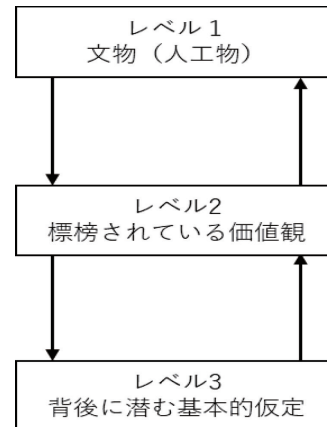 レベル１
文物（人工物）
レベル2
標榜されている価値観
レベル3
背後に潜む基本的仮定